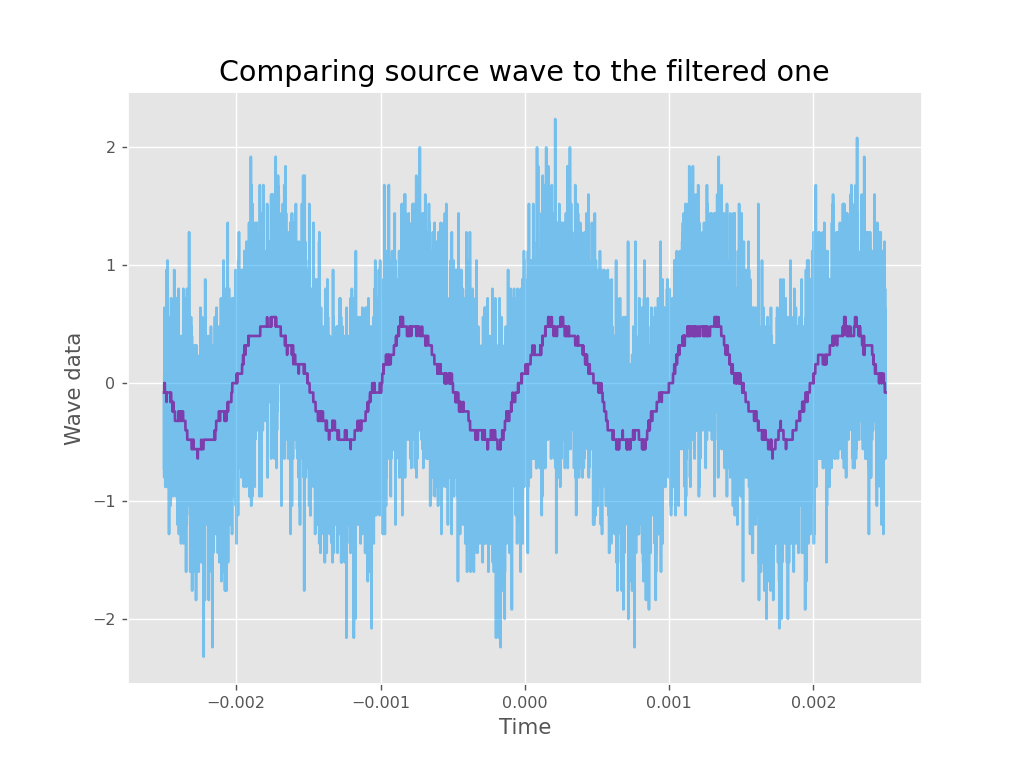 Comparing source wave to the filtered one
2
1
0
−1
−2
Wave data
−0.002 −0.001 0.000 0.001 0.002
Time